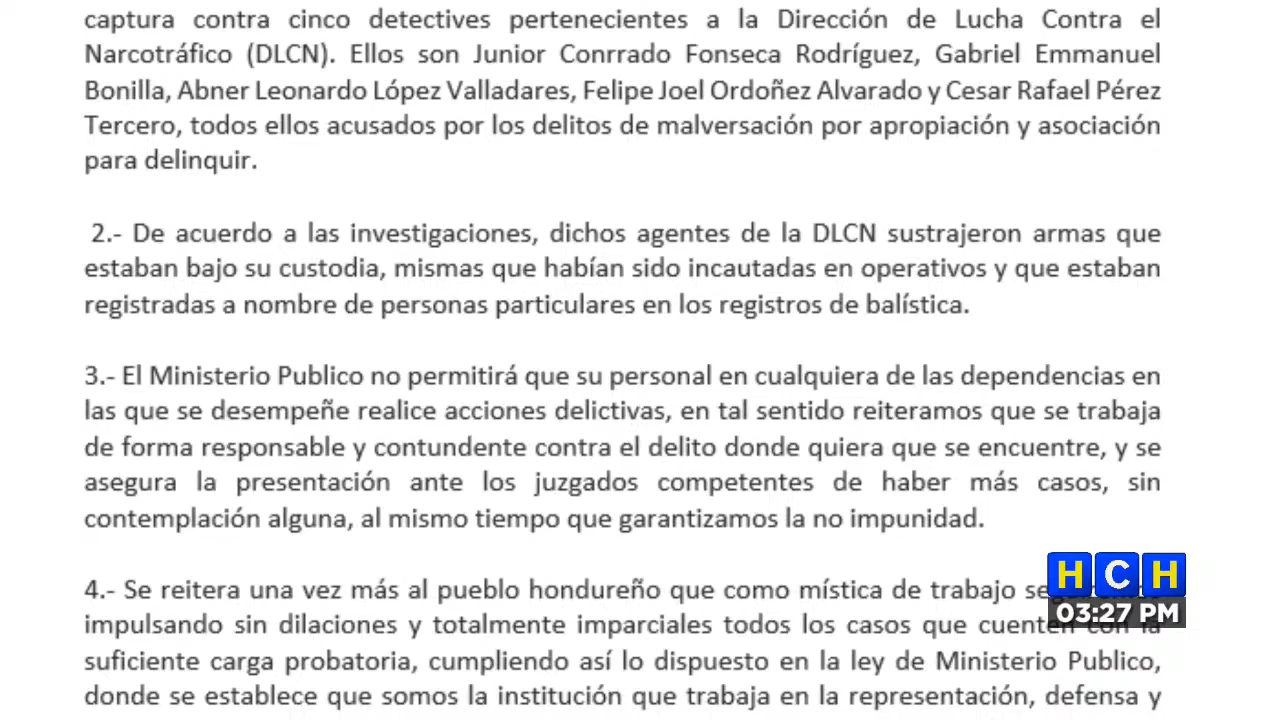 captura contra cinco detectives pertenecientes a la Dirección de Lucha Contra el
Narcotráfico (DLCN). Ellos son Junior Conrrado Fonseca Rodríguez, Gabriel Emmanuel
Bonilla, Abner Leonardo López Valladares, Felipe Joel Ordoñez Alvarado y Cesar Rafael Pérez
Tercero, todos ellos acusados por los delitos de malversación por apropiación y asociación
para delinquir.
2.- De acuerdo a las investigaciones, dichos agentes de la DLCN sustrajeron armas que
estaban bajo su custodia, mismas que habían sido incautadas en operativos y que estaban
registradas a nombre de personas particulares en los registros de balística.
3.- El Ministerio Publico no permitirá que su personal en cualquiera de las dependencias en
las que se desempeñe realice acciones delictivas, en tal sentido reiteramos que se trabaja
de forma responsable y contundente contra el delito donde quiera que se encuentre, y se
asegura la presentación ante los juzgados competentes de haber más casos, sin
contemplación alguna, al mismo tiempo que garantizamos la no impunidad.
4.- Se reitera una vez más al pueblo hondureño que como mística de trabajo
impulsando sin dilaciones y totalmente imparciales todos los casos que cuenten con la
suficiente carga probatoria, cumpliendo así lo dispuesto en la ley de Ministerio Publico,
donde se establece que somos la institución que trabaja en la representación, defensa y
HCH
03:27 PM